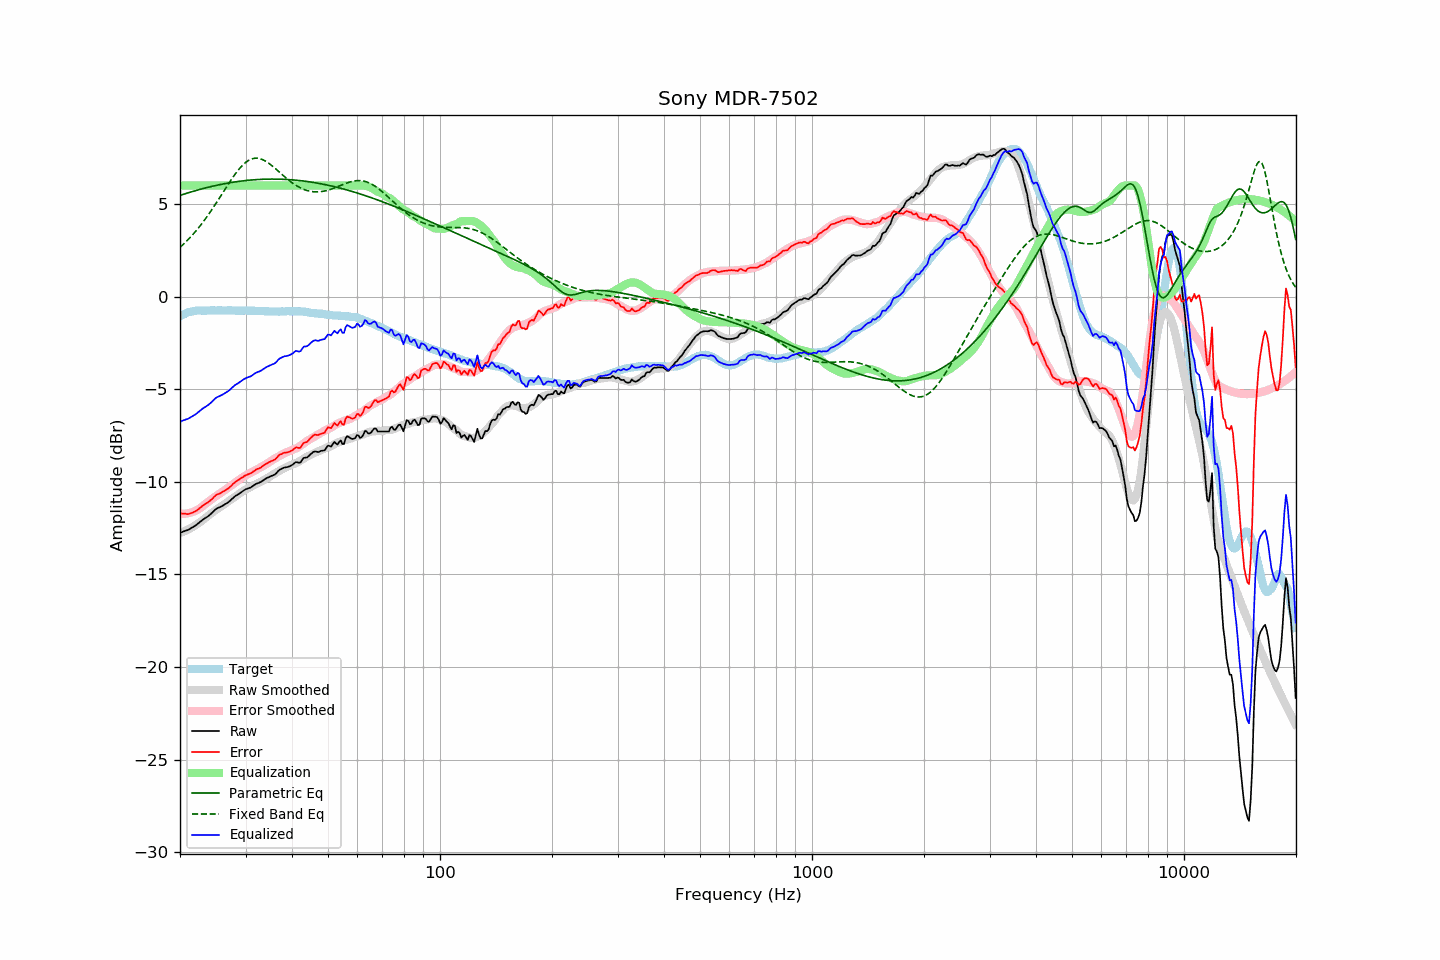 Sony MDR-7502
Amplitude (dBr)
5
0
−5
−10
−15
−20
−25
−30
Target
Raw Smoothed
Error Smoothed
Raw
Error
Equalization
Parametric Eq
Fixed Band Eq
Equalized
100
1000
10000
Frequency (Hz)